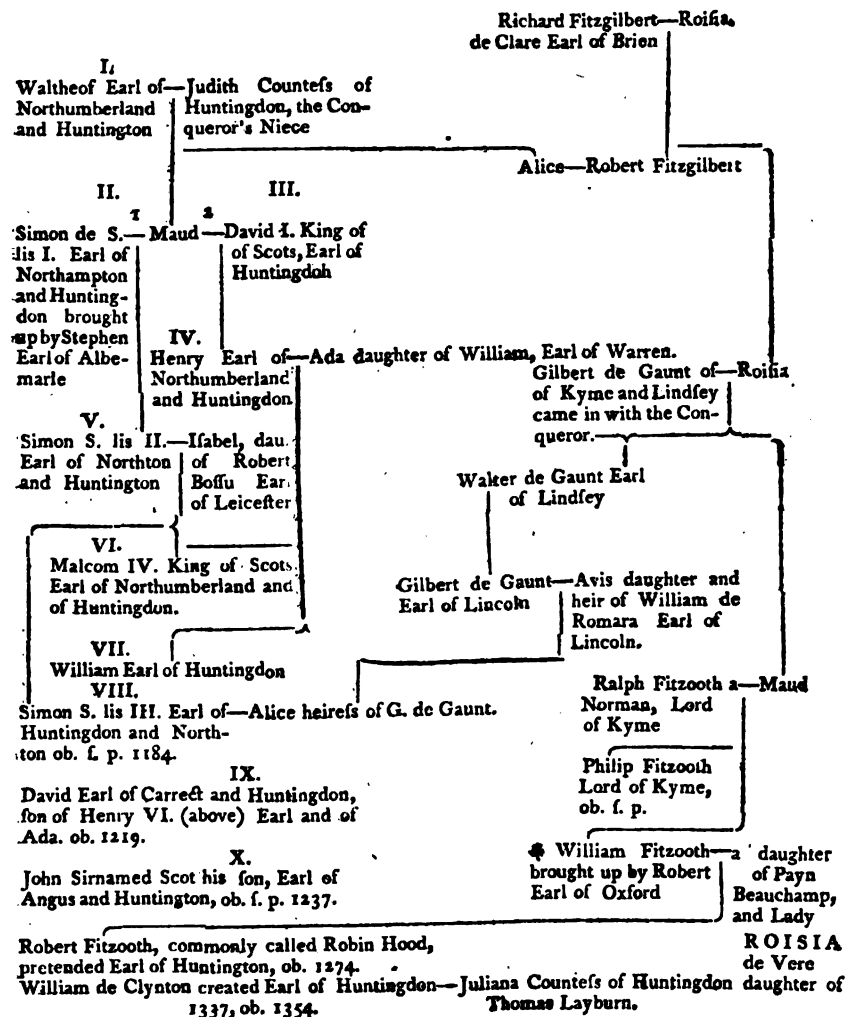 Richard Fitzgilbert—Roiſia.
de Clare Earl of Brien
I.
Waltheof Earl of—Judith Counteſs of
Northumberland Huntingdon, the Con-
and Huntington queror's Niece
Alice—Robert Fitzgilbert
II. III.
1 2
Simon de S.—Maud—David I. King of
lis I. Earl of of Scots, Earl of
Northampton Huntingdon
and Hunting-
don brought
up by Stephen
Earl of Albe-
marle
IV.
Henry Earl of—Ada daughter of William, Earl of Warren.
Northumberland
and Huntingdon
Gilbert de Gaunt of—Roiſia
of Kyme and Lindſey
came in with the Con-
queror.
V.
Simon S. lis II.—Iſabel, dau.
Earl of Northton of Robert
and Huntington Boſſu Ear.
of Leiceſter
Walter de Gaunt Earl
of Lindſey
VI.
Malcom IV. King of Scots
Earl of Northumberland and
of Huntingdon.
Gilbert de Gaunt—Avis daughter and
Earl of Lincoln heir of William de
Romara Earl of
Lincoln.
VII.
William Earl of Huntingdon
VIII.
Simon S. lis III. Earl of—Alice heireſs of G. de Gaunt.
Huntingdon and North-
ton ob. ſ. p. 1184.
Ralph Fitzooth a—Maud
Norman, Lord
of Kyme
Philip Fitzooth
Lord of Kyme,
ob. ſ. p.
IX.
David Earl of Carrect and Huntingdon,
ſon of Henry VI. (above) Earl and of
Ada. ob. 1219.
X.
John Sirnamed Scot his ſon, Earl of
Angus and Huntington, ob. ſ. p. 1237.
William Fitzooth—a daughter
brought up by Robert of Payn
Earl of Oxford Beauchamp,
and Lady
ROISIA
de Vere
daughter of
Robert Fitzooth, commonly called Robin Hood,
pretended Earl of Huntington, ob. 1274.
William de Clynton created Earl of Huntingdon—Juliana Counteſs of Huntingdon
1337, ob. 1354. Thomas Layburn.